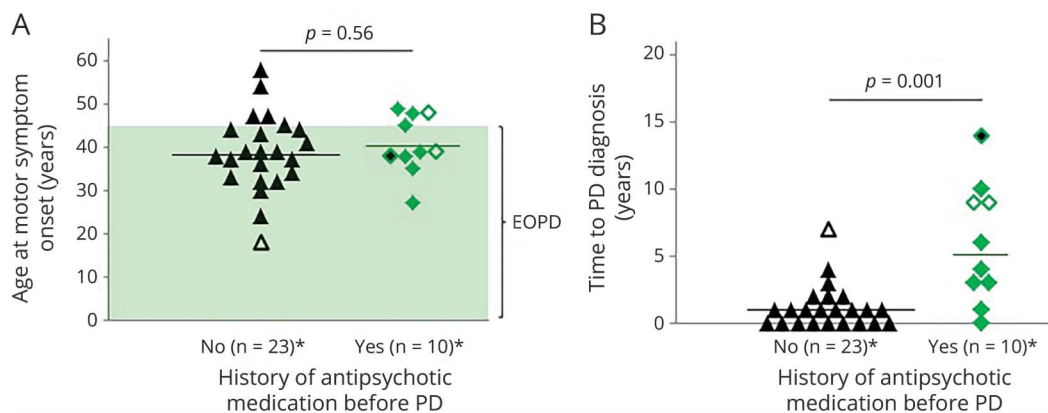 A
Age at motor symptom
onset (years)
60
50
40
30
20
10
0
p = 0.56
EOPD
No (n = 23)*
Yes (n = 10)*
History of antipsychotic
medication before PD
B
Time to PD diagnosis
(years)
20
15
10
5
0
p = 0.001
No (n = 23)*
Yes (n = 10)*
History of antipsychotic
medication before PD